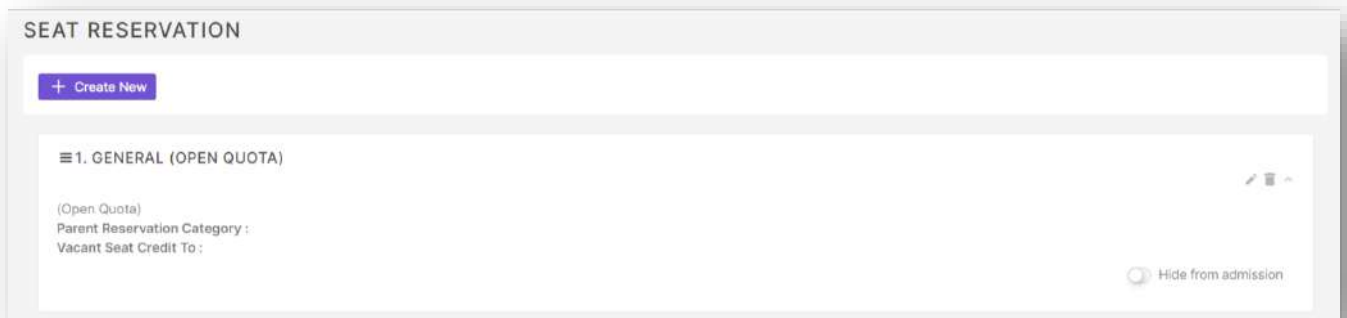 SEAT RESERVATION
+ Create New
1. GENERAL (OPEN QUOTA)
(Open Quota)
Parent Reservation Category :
Vacant Seat Credit To :
Hide from admission